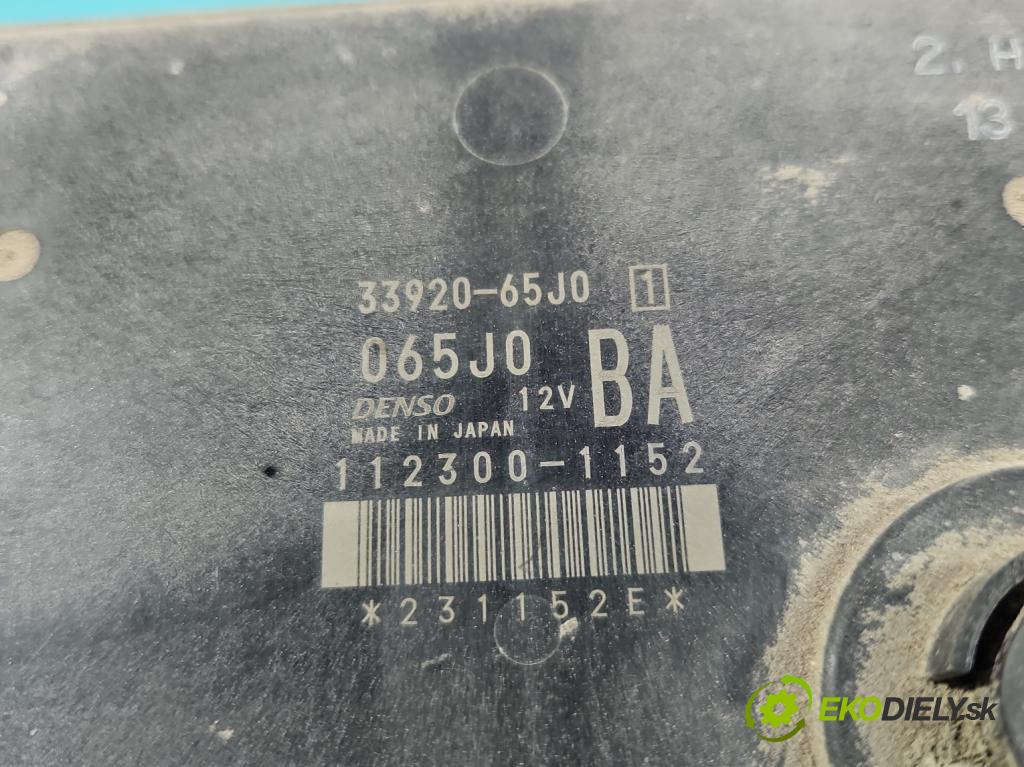 2. H
13
33920-65J0 1
065J0 BA
DENSO 12V
MADE IN JAPAN
112300-1152
*231152E*
EKODIELY.sk